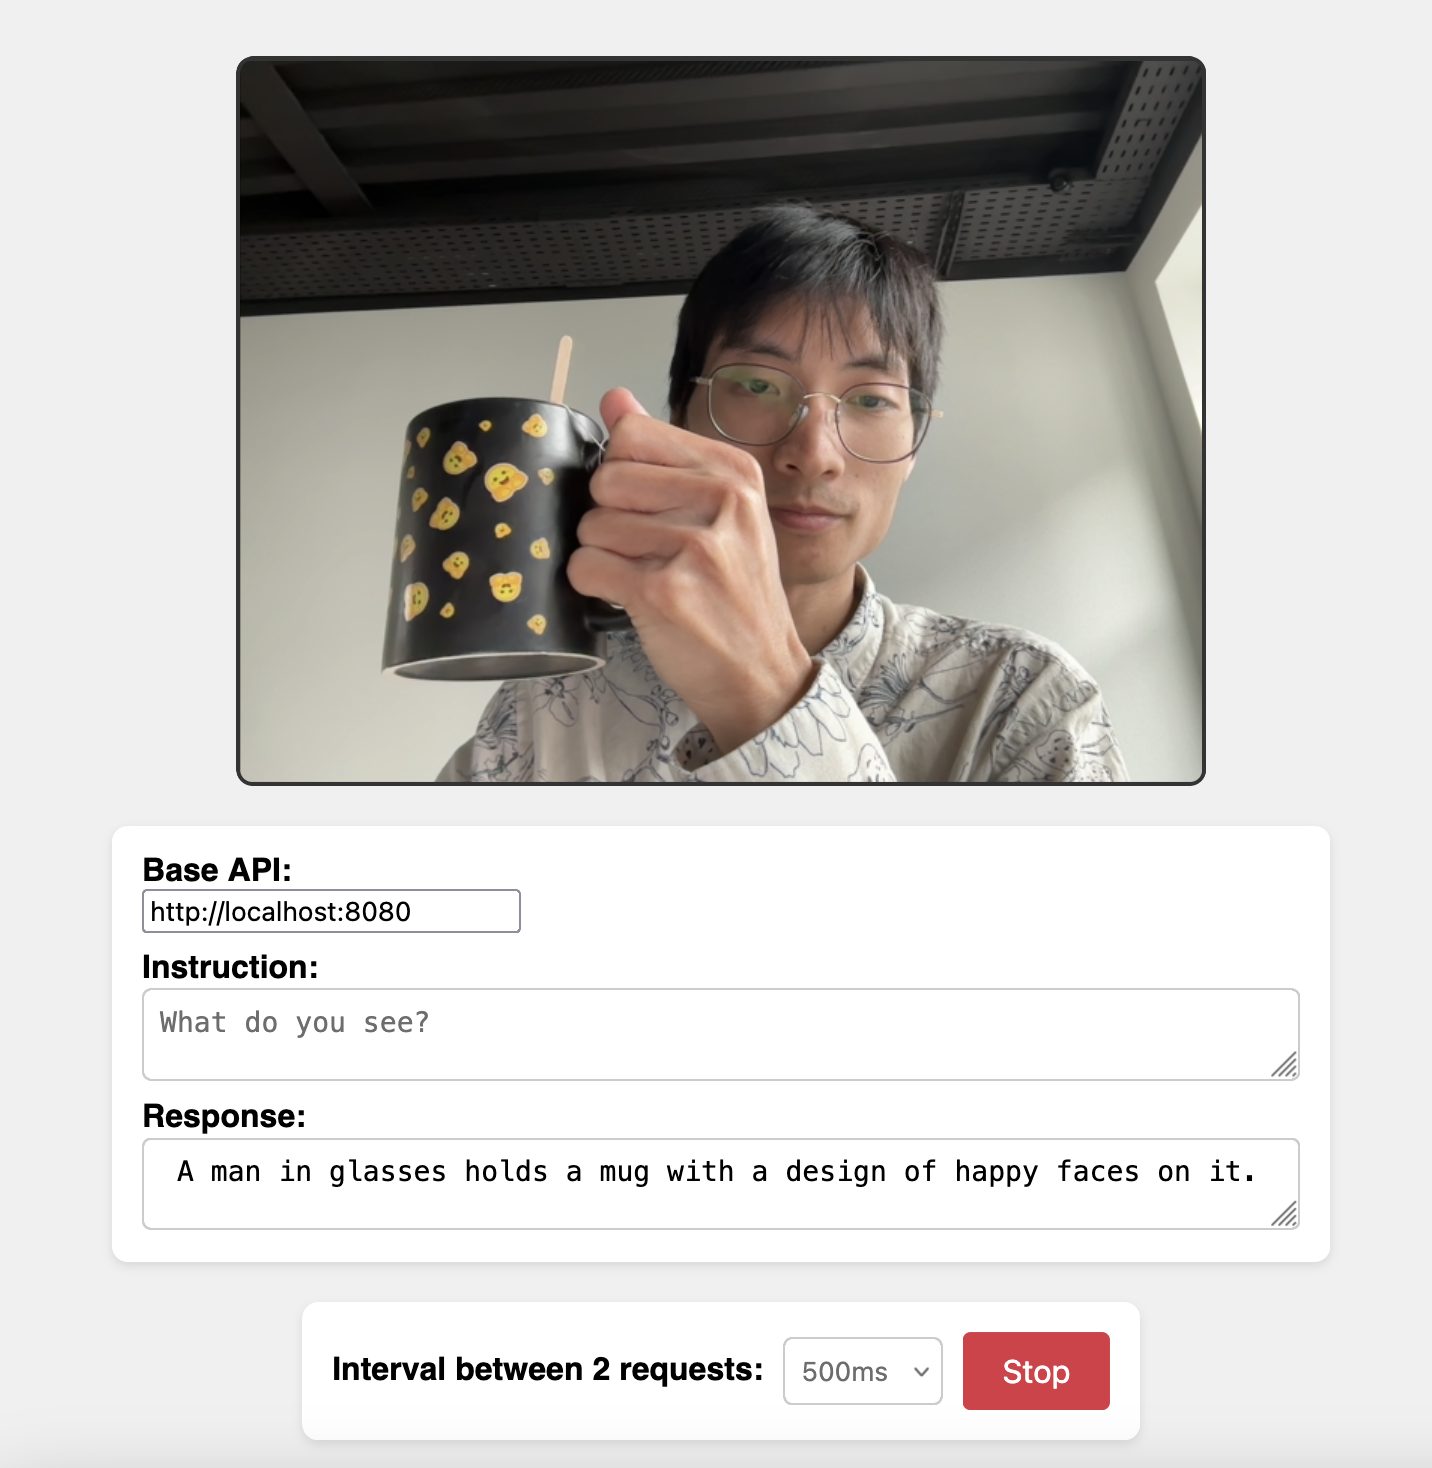 Base API:
http://localhost:8080
Instruction:
What do you see?
Response:
A man in glasses holds a mug with a design of happy faces on it.
Interval between 2 requests:
500ms
Stop